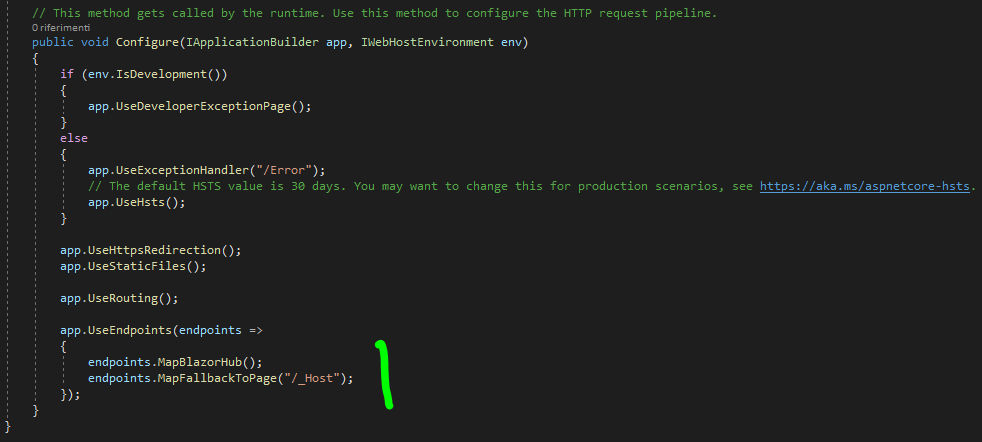 // This method gets called by the runtime. Use this method to configure the HTTP request pipeline.
0 riferimenti
public void Configure(IApplicationBuilder app, IWebHostEnvironment env)
{
if (env.IsDevelopment())
{
app.UseDeveloperExceptionPage();
}
else
{
app.UseExceptionHandler("/Error");
// The default HSTS value is 30 days. You may want to change this for production scenarios, see https://aka.ms/aspnetcore-hsts.
app.UseHsts();
}
app.UseHttpsRedirection();
app.UseStaticFiles();
app.UseRouting();
app.UseEndpoints(endpoints =>
{
endpoints.MapBlazorHub();
endpoints.MapFallbackToPage("/_Host");
});
}
}